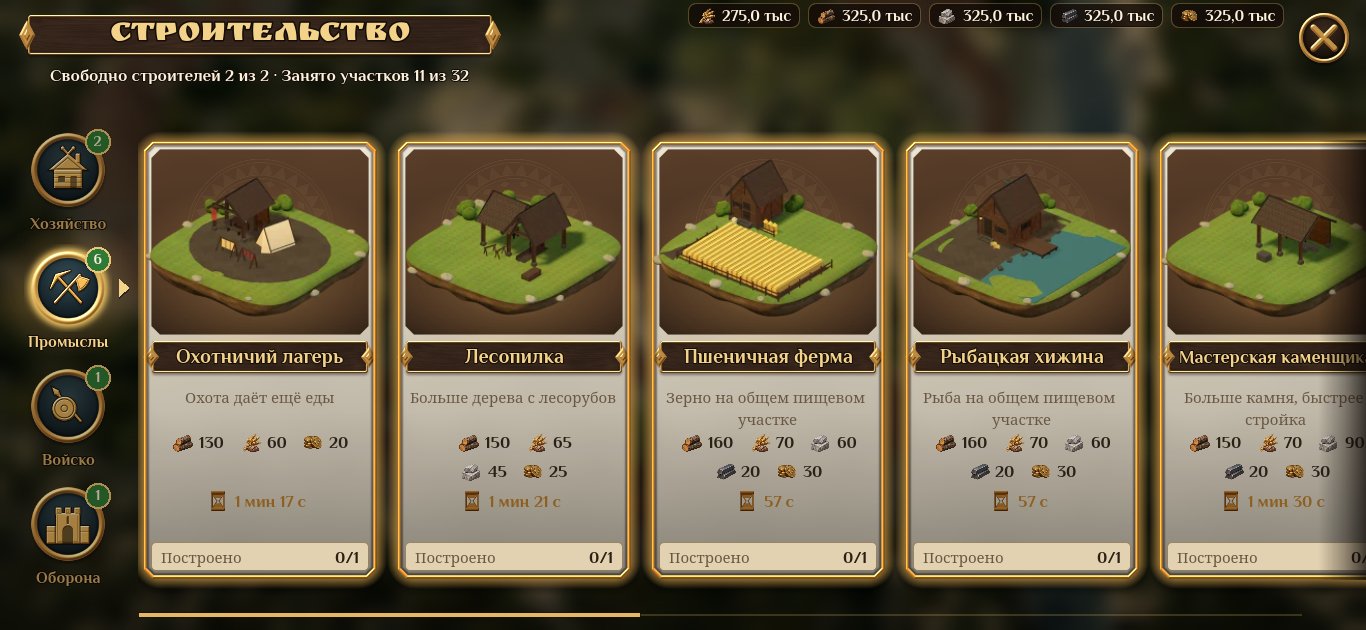 СТРОИТЕЛЬСТВО
275,0 тыс 325,0 тыс 325,0 тыс 325,0 тыс 325,0 тыс
Свободно строителей 2 из 2 · Занято участков 11 из 32
2
Хозяйство
6
Промыслы
1
Войско
1
Оборона
Охотничий лагерь
Охота даёт ещё еды
130 60 20
1 мин 17 с
Построено 0/1
Лесопилка
Больше дерева с лесорубов
150 65
45 25
1 мин 21 с
Построено 0/1
Пшеничная ферма
Зерно на общем пищевом
участке
160 70 60
20 30
57 с
Построено 0/1
Рыбацкая хижина
Рыба на общем пищевом
участке
160 70 60
20 30
57 с
Построено 0/1
Мастерская каменщик
Больше камня, быстрее
стройка
150 70 90
20 30
1 мин 30 с
Построено 0/